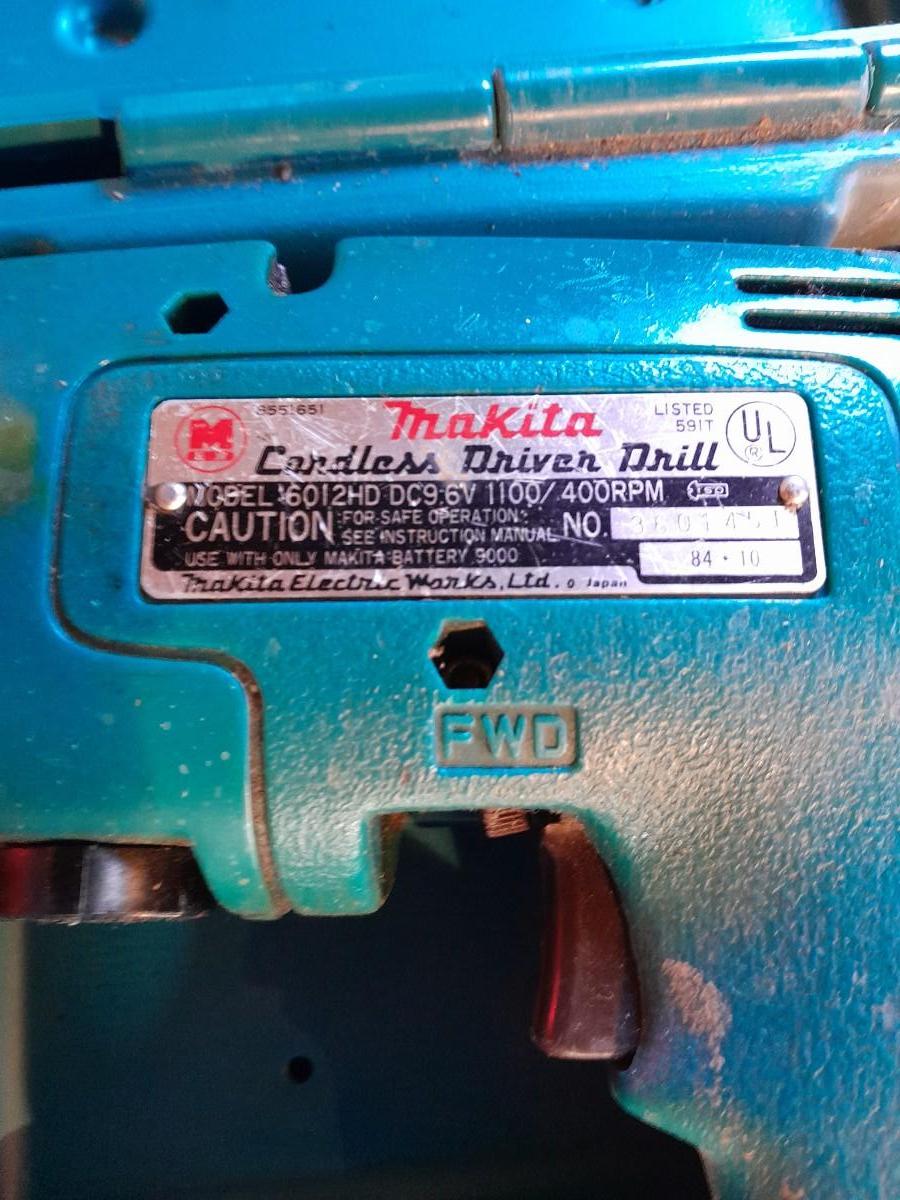 M
8551651
makita
LISTED
591T
UL
®
Cordless Driver Drill
MODEL 6012HD DC9.6V 1100/400RPM
CAUTION FOR SAFE OPERATION: SEE INSTRUCTION MANUAL NO.
USE WITH ONLY MAKITA BATTERY 9000
84·10
Makita Electric Works, Ltd. Japan
FWD